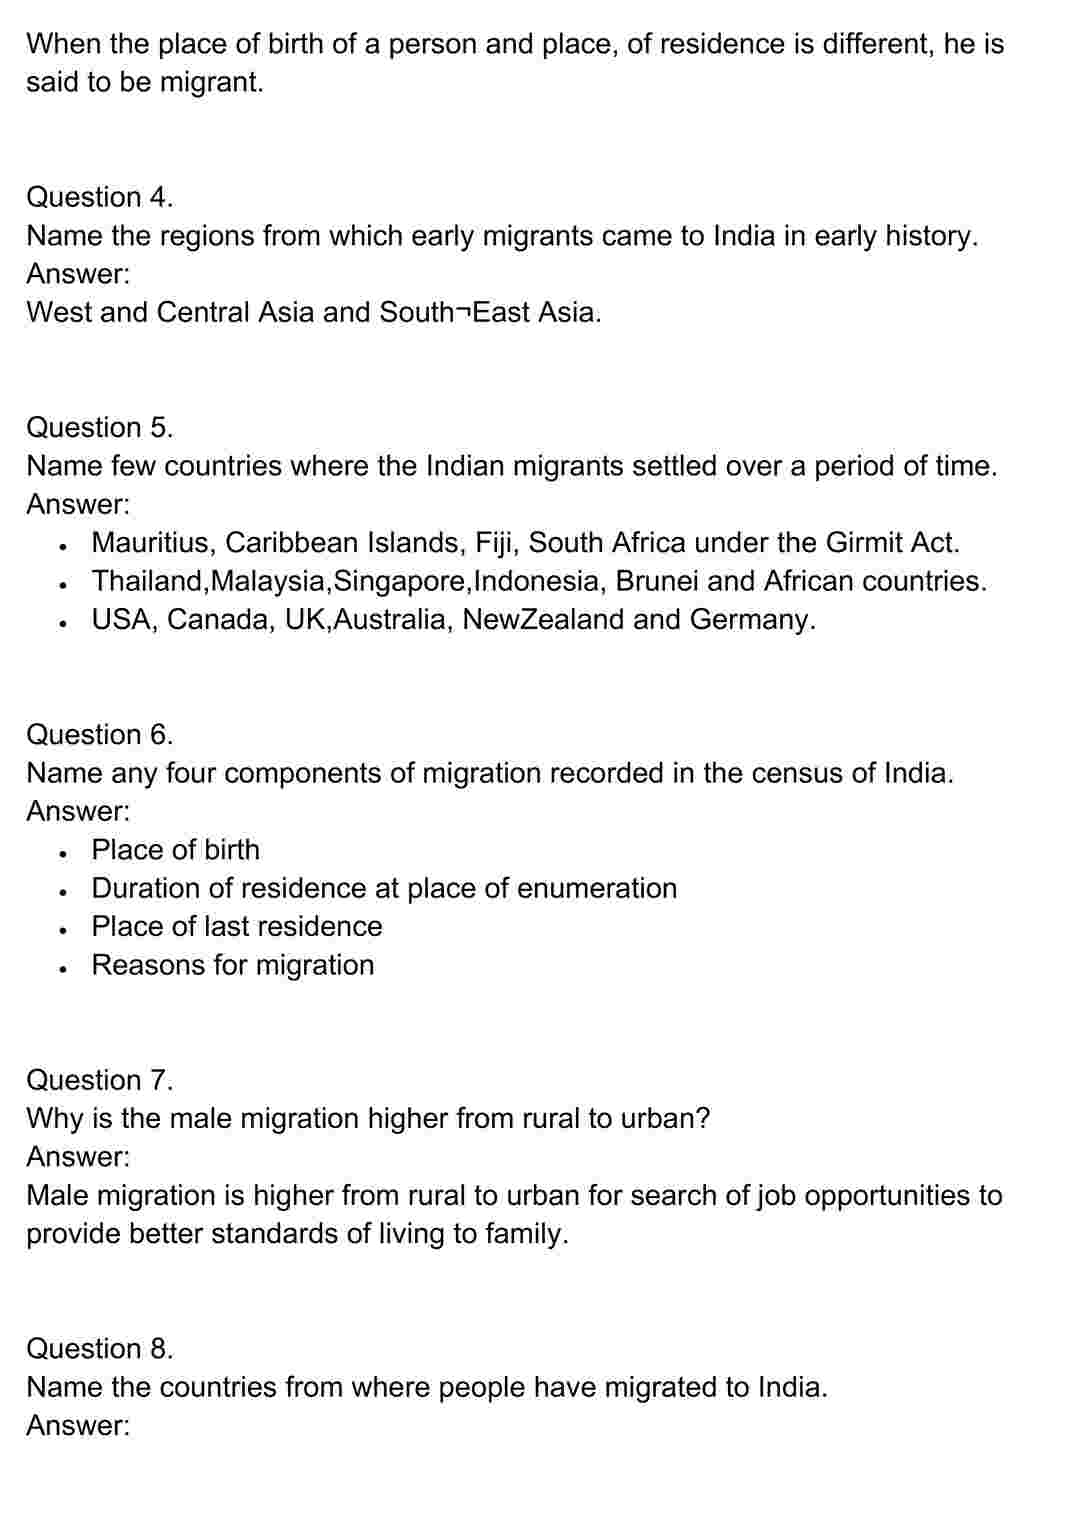 When the place of birth of a person and place, of residence is different, he is
said to be migrant.
Question 4.
Name the regions from which early migrants came to India in early history.
Answer:
West and Central Asia and South¬East Asia.
Question 5.
Name few countries where the Indian migrants settled over a period of time.
Answer:
• Mauritius, Caribbean Islands, Fiji, South Africa under the Girmit Act.
• Thailand,Malaysia,Singapore,Indonesia, Brunei and African countries.
• USA, Canada, UK,Australia, NewZealand and Germany.
Question 6.
Name any four components of migration recorded in the census of India.
Answer:
• Place of birth
• Duration of residence at place of enumeration
• Place of last residence
• Reasons for migration
Question 7.
Why is the male migration higher from rural to urban?
Answer:
Male migration is higher from rural to urban for search of job opportunities to
provide better standards of living to family.
Question 8.
Name the countries from where people have migrated to India.
Answer: